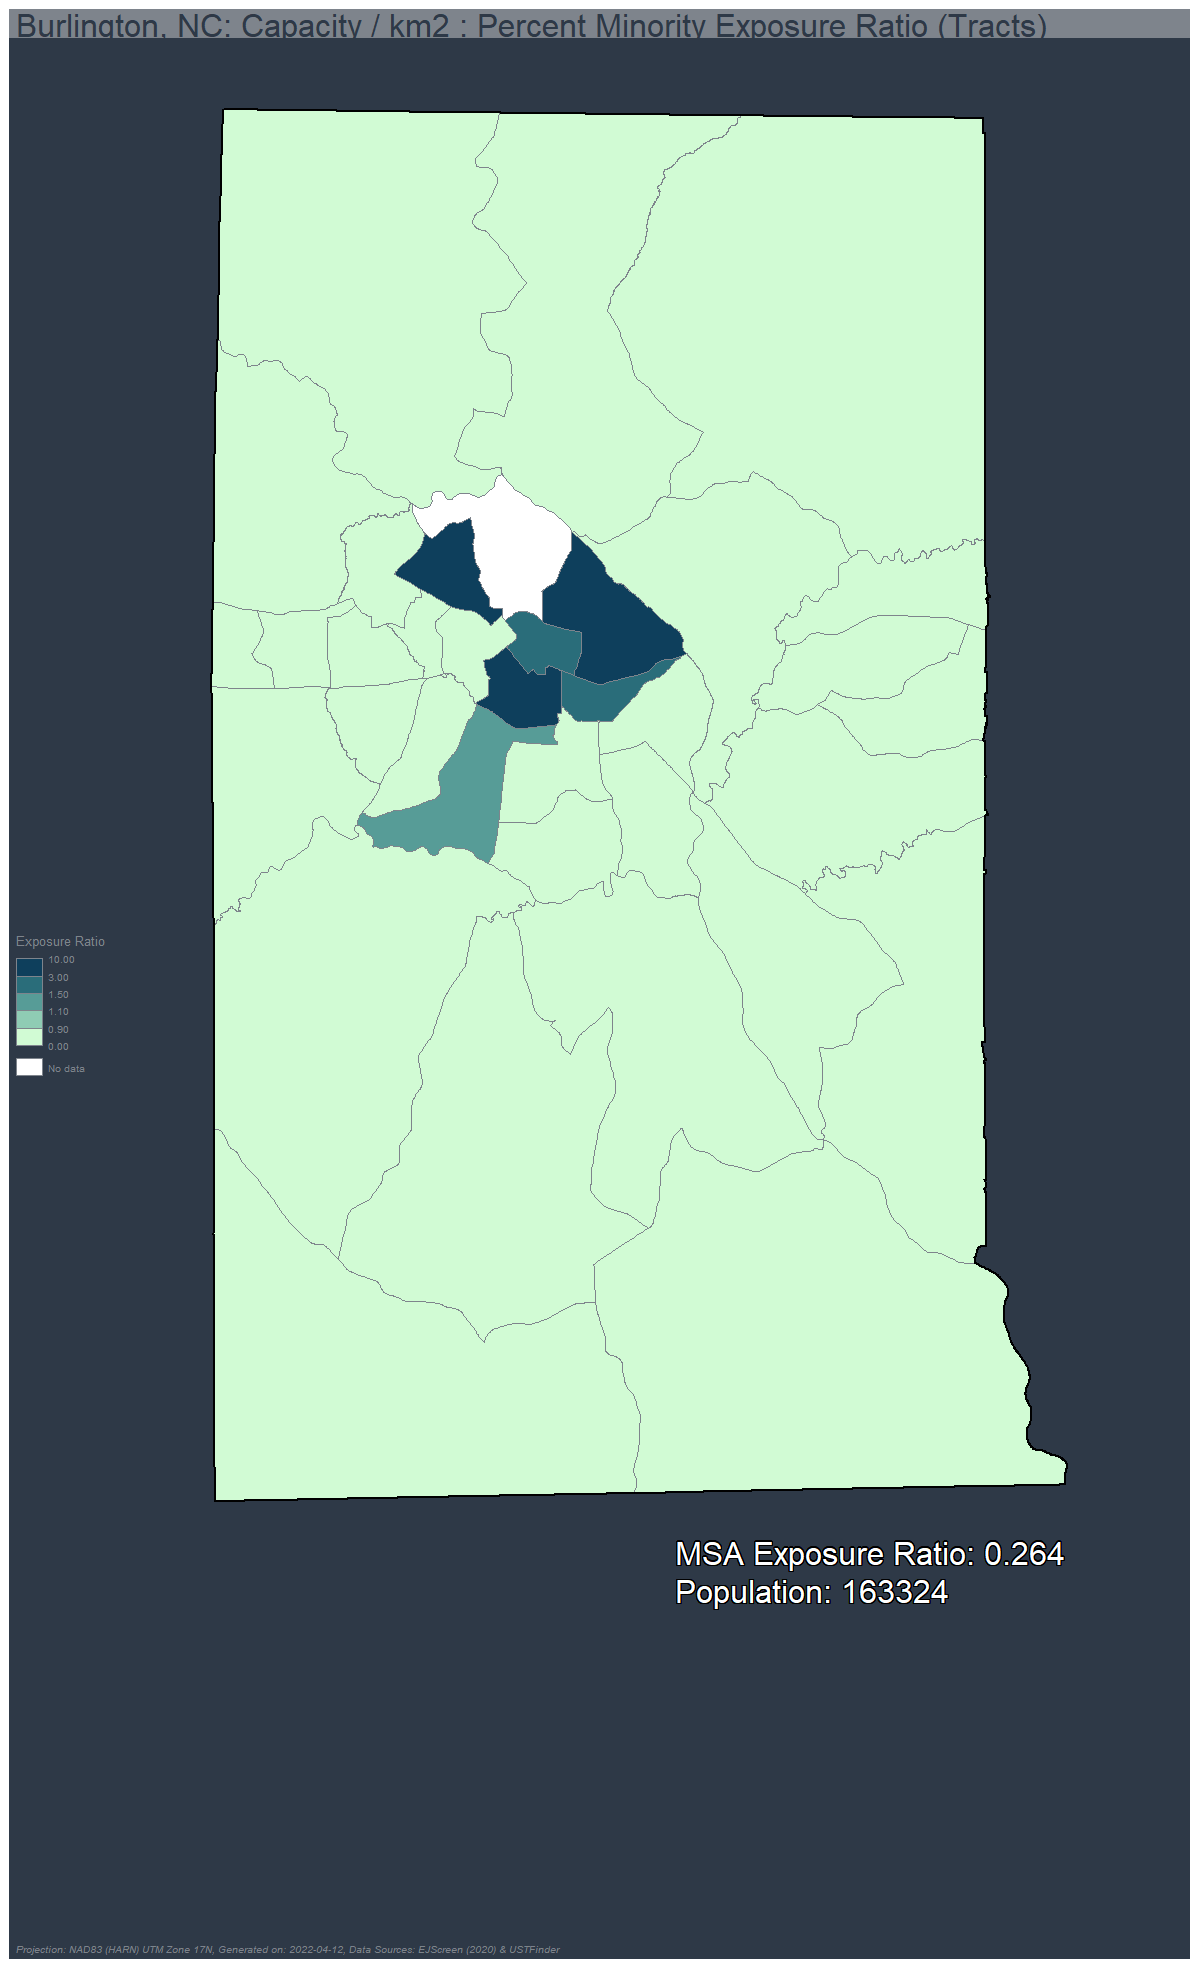 Burlington, NC: Capacity / km2 : Percent Minority Exposure Ratio (Tracts)
Exposure Ratio
10.00
3.00
1.50
1.10
0.90
0.00
No data
MSA Exposure Ratio: 0.264
Population: 163324
Projection: NAD83 (HARN) UTM Zone 17N, Generated on: 2022-04-12, Data Sources: EJScreen (2020) & USTFinder